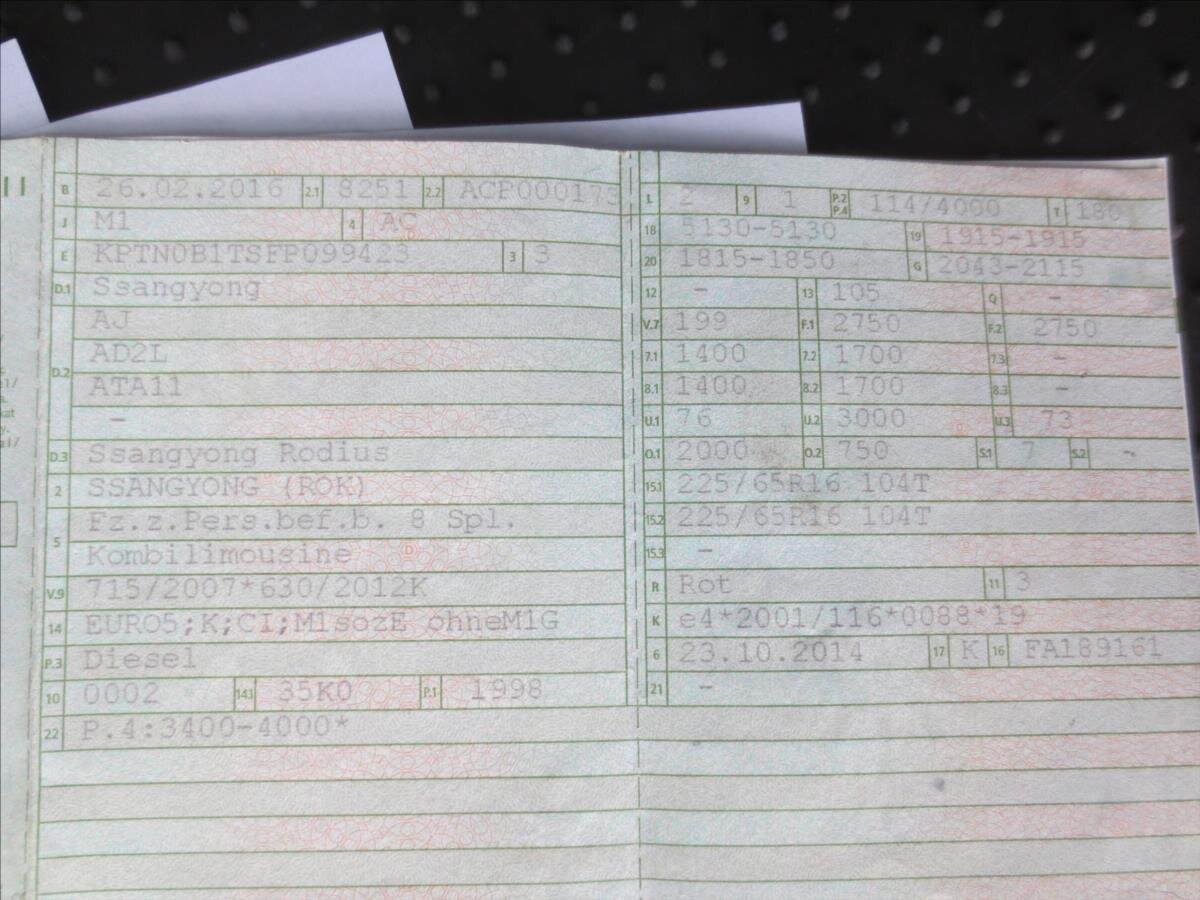 B 26.02.2016 2.1 8251 2.2 ACP000173
J M1 4 AC
E KPTN0B1TSFP099423 3 3
D.1 Ssangyong
AJ
D.2 AD2L
ATA11
-
D.3 Ssangyong Rodius
2 SSANGYONG (ROK)
5 Fz.z.Pers.bef.b. 8 Spl.
Kombilimousine
V.9 715/2007*630/2012K
14 EURO5;K;CI;M1sozE ohneM1G
P.3 Diesel
10 0002 14.1 35K0 P.1 1998
22 P.4:3400-4000*
L 2 9 1 P.2 P.4 114/4000 T 180
18 5130-5130 19 1915-1915
20 1815-1850 G 2043-2115
12 - 13 105 Q -
V.7 199 F.1 2750 F.2 2750
7.1 1400 7.2 1700 7.3 -
8.1 1400 8.2 1700 8.3 -
U.1 76 U.2 3000 U.3 73
O.1 2000 O.2 750 S.1 7 S.2 -
15.1 225/65R16 104T
15.2 225/65R16 104T
15.3 -
R Rot 11 3
K e4*2001/116*0088*19
6 23.10.2014 17 K 16 FA189161
21 -